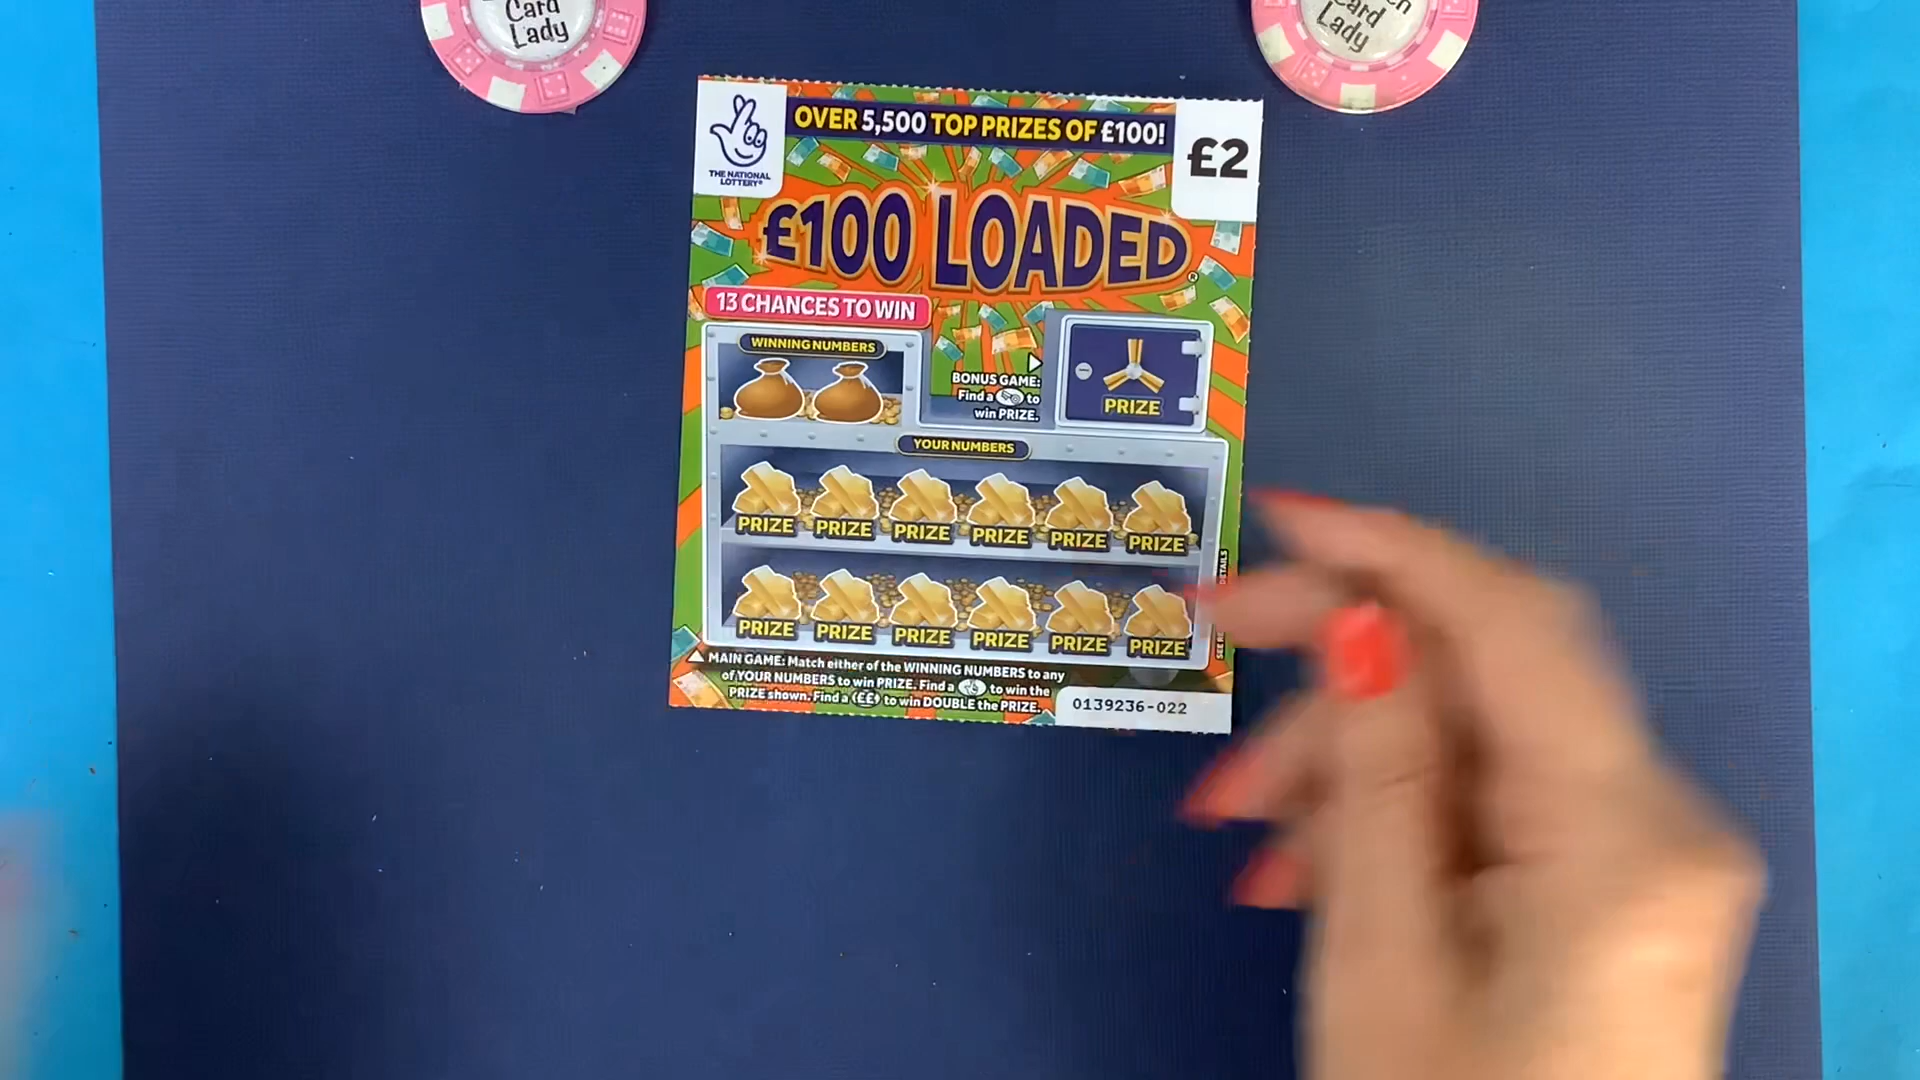 Card
Lady
Card
Lady
OVER 5,500 TOP PRIZES OF £100!
£2
THE NATIONAL
LOTTERY®
£100 LOADED®
13 CHANCES TO WIN
WINNING NUMBERS
BONUS GAME:
Find a to
win PRIZE.
PRIZE
YOUR NUMBERS
PRIZE PRIZE PRIZE PRIZE PRIZE PRIZE
PRIZE PRIZE PRIZE PRIZE PRIZE PRIZE
MAIN GAME: Match either of the WINNING NUMBERS to any
of YOUR NUMBERS to win PRIZE. Find a to win the
PRIZE shown. Find a ££ to win DOUBLE the PRIZE.
0139236-022